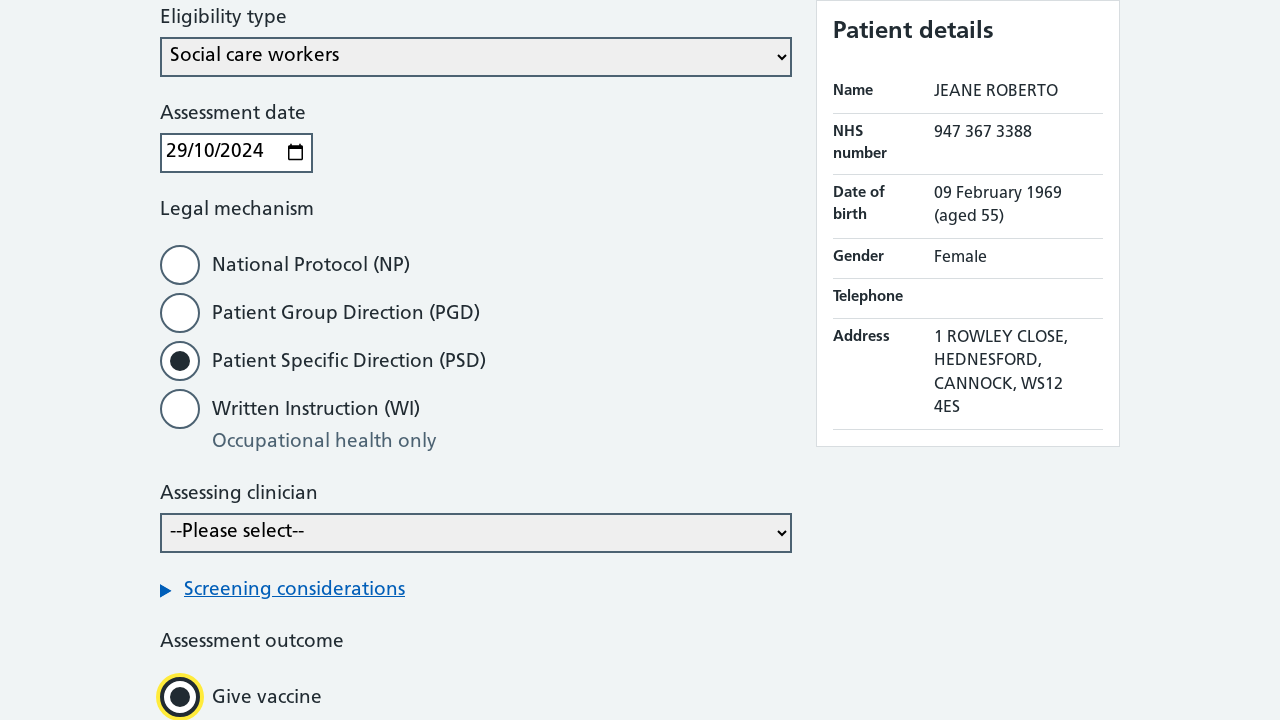 Eligibility type
Social care workers
Assessment date
29/10/2024
Legal mechanism
National Protocol (NP)
Patient Group Direction (PGD)
Patient Specific Direction (PSD)
Written Instruction (WI)
Occupational health only
Assessing clinician
--Please select--
Screening considerations
Assessment outcome
Give vaccine
Patient details
Name JEANE ROBERTO
NHS number 947 367 3388
Date of birth 09 February 1969 (aged 55)
Gender Female
Telephone
Address 1 ROWLEY CLOSE,
HEDNESFORD,
CANNOCK, WS12
4ES